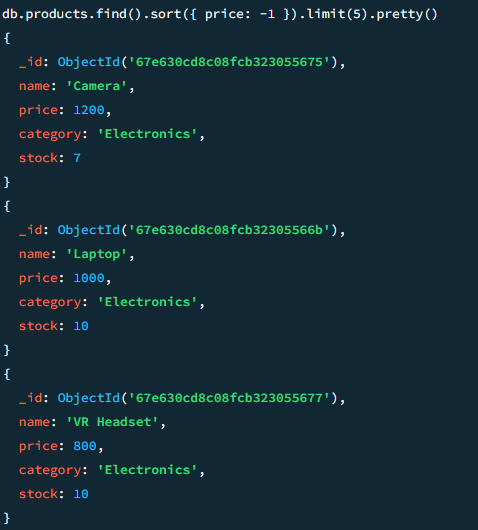 db.products.find().sort({ price: -1 }).limit(5).pretty()
{
  _id: ObjectId('67e630cd8c08fcb323055675'),
  name: 'Camera',
  price: 1200,
  category: 'Electronics',
  stock: 7
}
{
  _id: ObjectId('67e630cd8c08fcb32305566b'),
  name: 'Laptop',
  price: 1000,
  category: 'Electronics',
  stock: 10
}
{
  _id: ObjectId('67e630cd8c08fcb323055677'),
  name: 'VR Headset',
  price: 800,
  category: 'Electronics',
  stock: 10
}